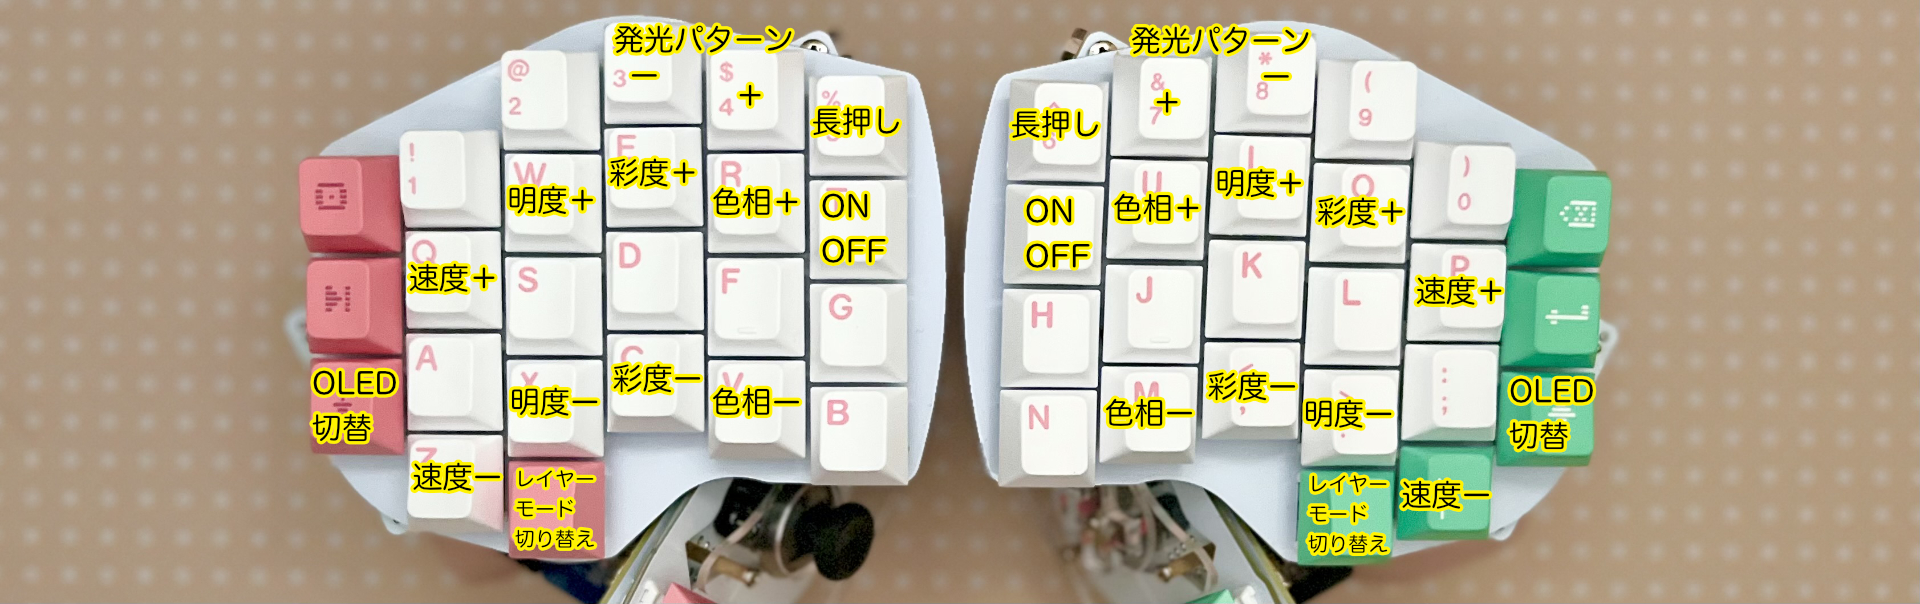 発光パターン
ー
+
@
2
3
$
4
%
長押し
!
1
W
明度+
E
彩度+
R
色相+
ON
OFF
Q
速度+
S
D
F
G
OLED
切替
A
X
明度ー
C
彩度ー
V
色相ー
B
Z
速度ー
レイヤー
モード
切り替え
発光パターン
ー
+
長押し
^
6
&
7
*
8
(
9
)
0
ON
OFF
U
色相+
I
明度+
O
彩度+
P
速度+
H
J
K
L
:
;
OLED
切替
N
M
色相ー
彩度ー
明度ー
速度ー
レイヤー
モード
切り替え